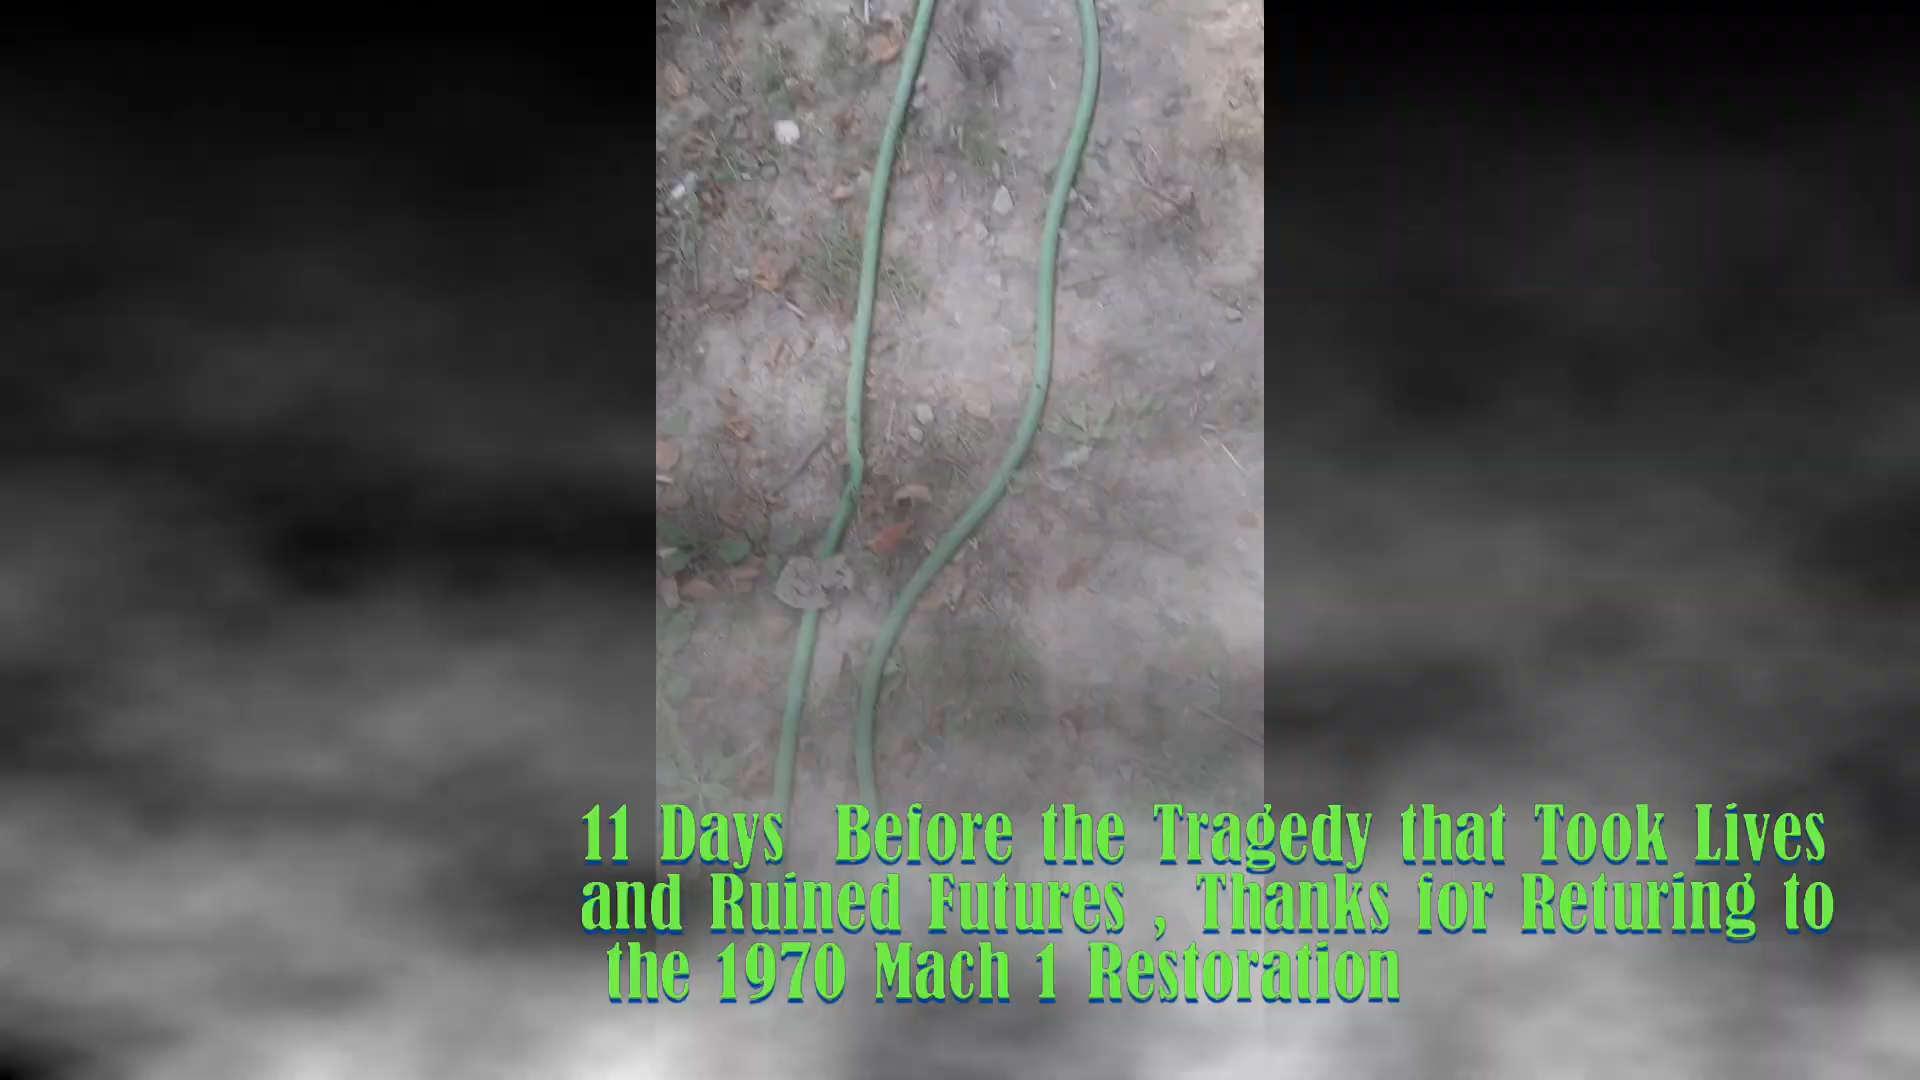 11 Days Before the Tragedy that Took Lives
and Ruined Futures , Thanks for Returing to
the 1970 Mach 1 Restoration